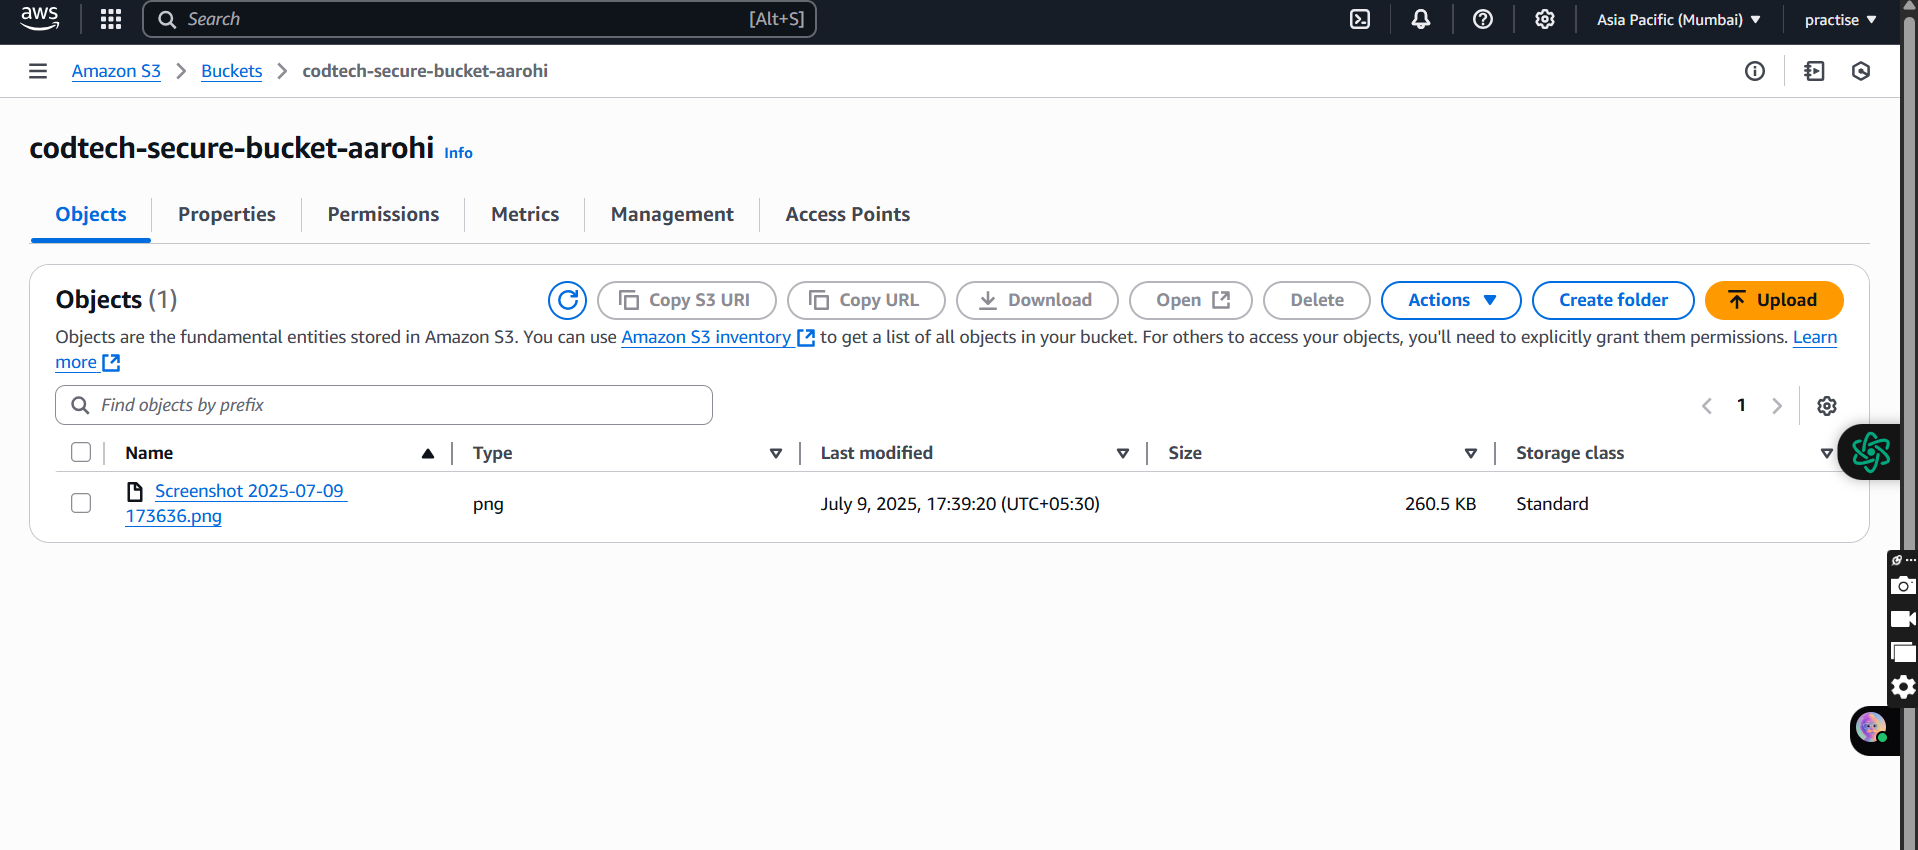 aws
Search [Alt+S]
Asia Pacific (Mumbai)
practise
Amazon S3
Buckets
codtech-secure-bucket-aarohi
codtech-secure-bucket-aarohi Info
Objects
Properties
Permissions
Metrics
Management
Access Points
Objects (1)
Copy S3 URI
Copy URL
Download
Open
Delete
Actions
Create folder
Upload
Objects are the fundamental entities stored in Amazon S3. You can use Amazon S3 inventory to get a list of all objects in your bucket. For others to access your objects, you'll need to explicitly grant them permissions. Learn
more
Find objects by prefix
1
Name
Type
Last modified
Size
Storage class
Screenshot 2025-07-09
173636.png
png
July 9, 2025, 17:39:20 (UTC+05:30)
260.5 KB
Standard